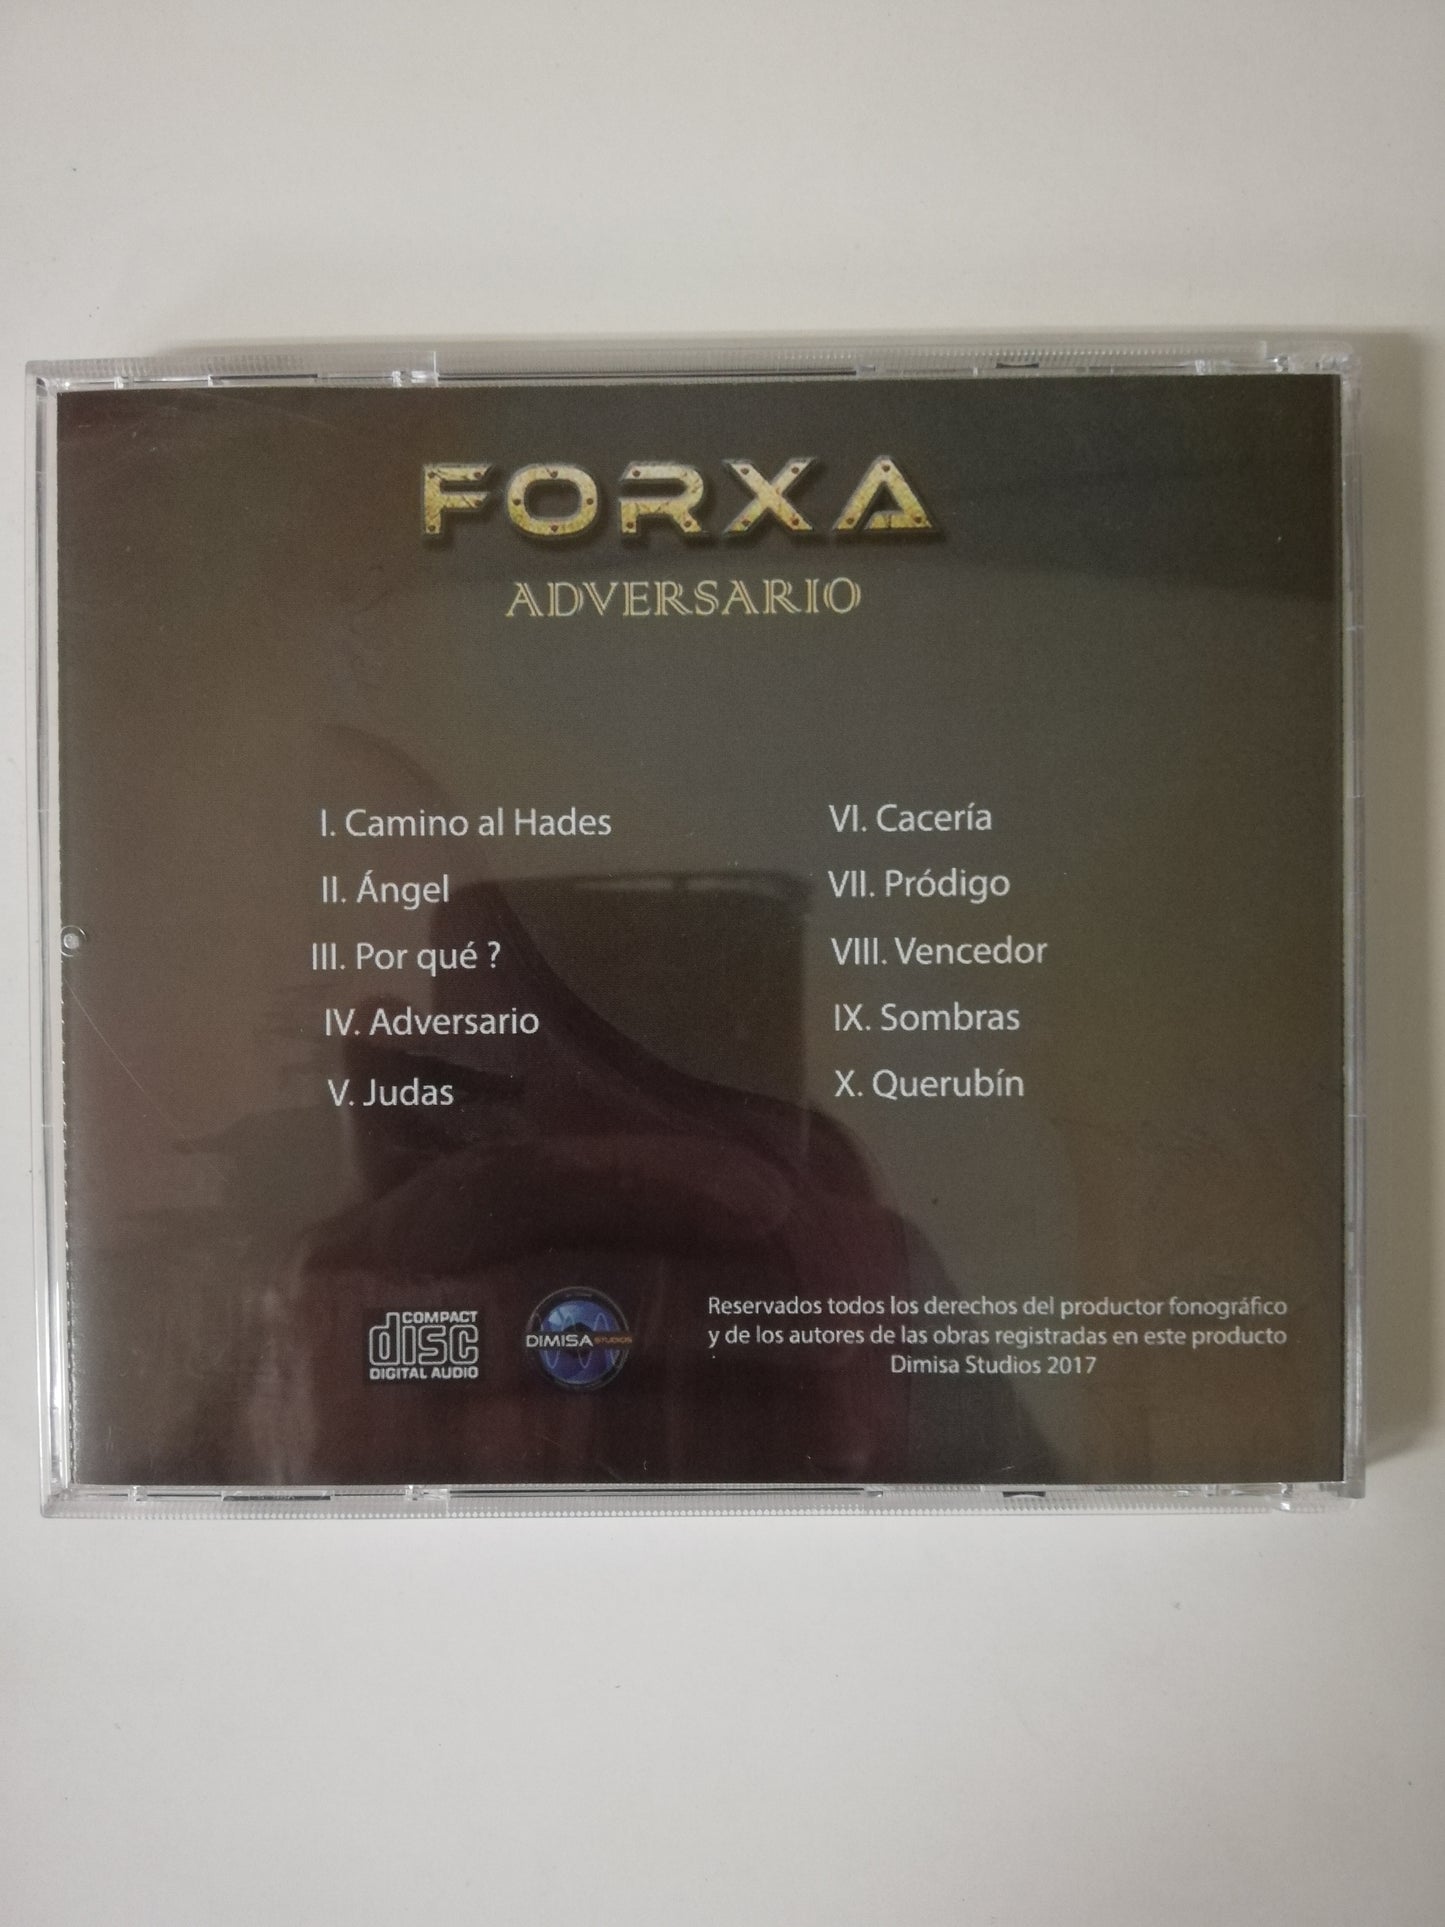 FORXA
ADVERSARIO
I. Camino al Hades
II. Ángel
III. Por qué ?
IV. Adversario
V. Judas
VI. Cacería
VII. Pródigo
VIII. Vencedor
IX. Sombras
X. Querubín
COMPACT
disc
DIGITAL AUDIO
DIMISA STUDIOS
Reservados todos los derechos del productor fonográfico
y de los autores de las obras registradas en este producto
Dimisa Studios 2017